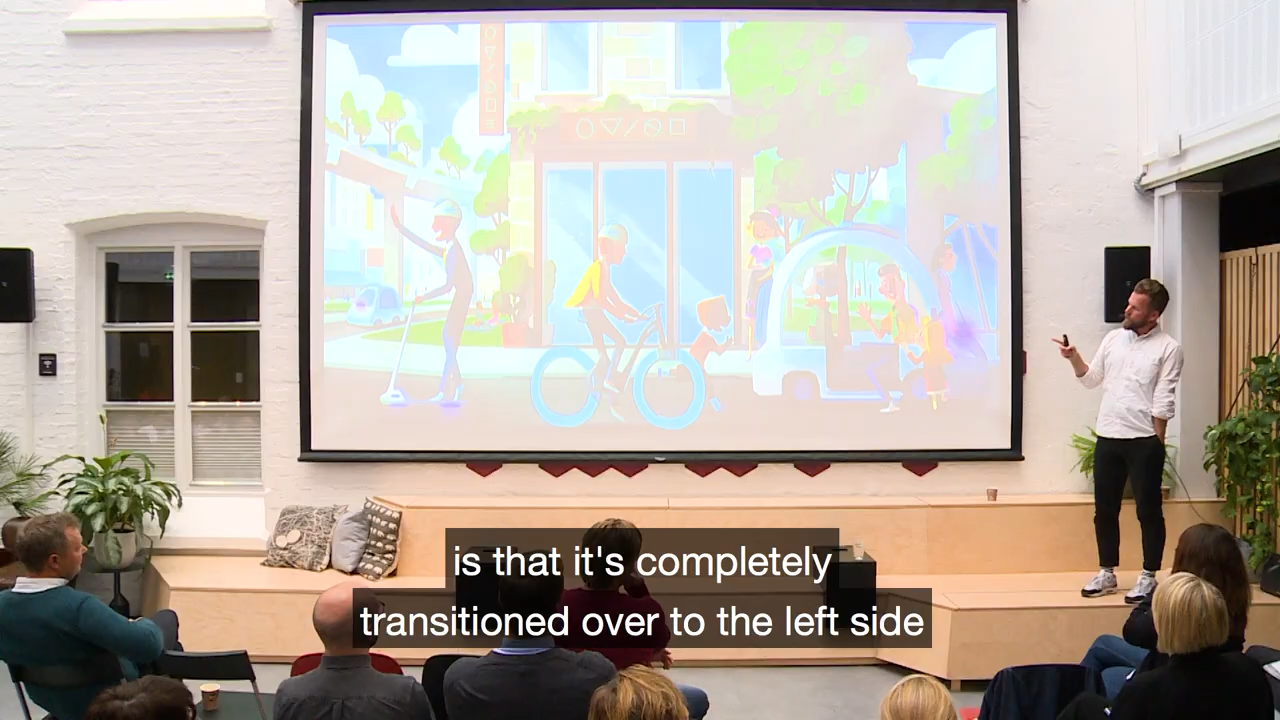 is that it's completely
transitioned over to the left side